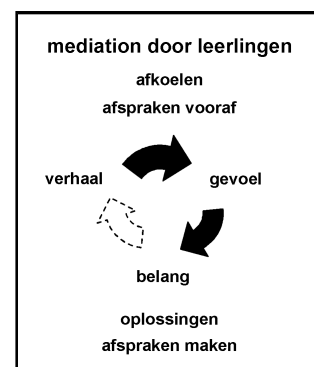 mediation door leerlingen
afkoelen
afspraken vooraf
verhaal
gevoel
belang
oplossingen
afspraken maken